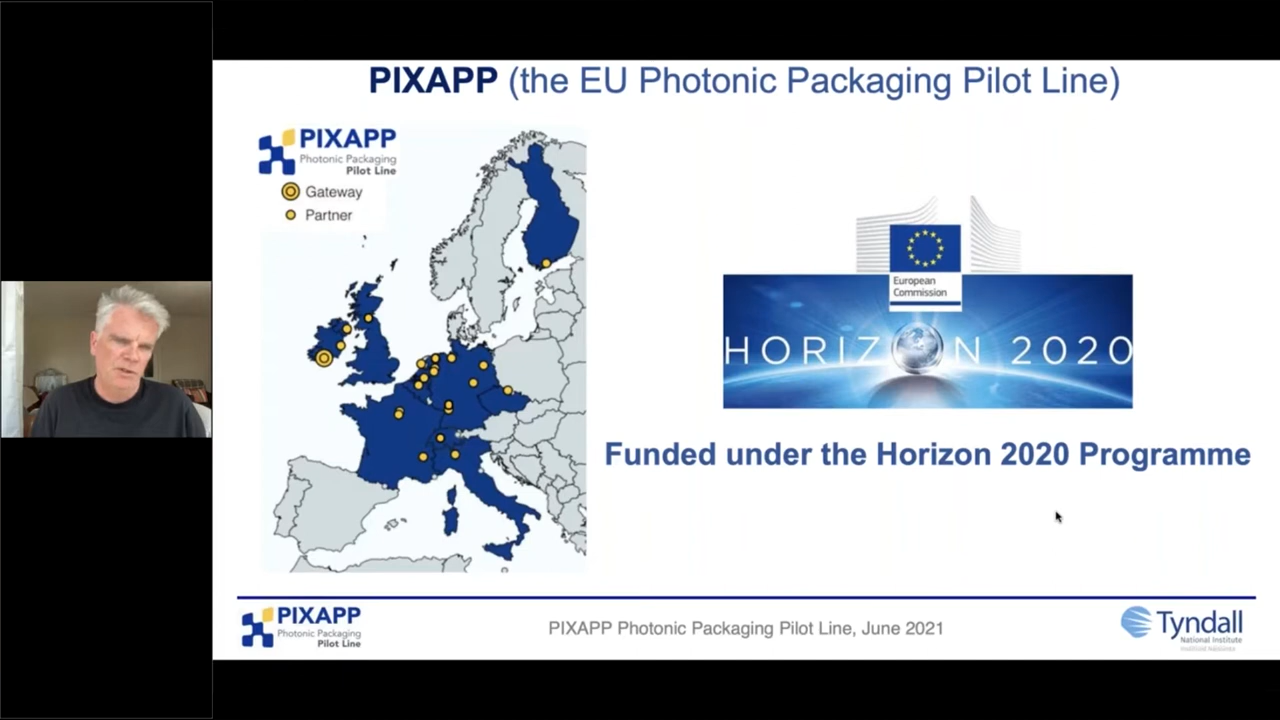 PIXAPP (the EU Photonic Packaging Pilot Line)
PIXAPP
Photonic Packaging
Pilot Line
Gateway
Partner
European
Commission
HORIZON 2020
Funded under the Horizon 2020 Programme
PIXAPP
Photonic Packaging
Pilot Line
PIXAPP Photonic Packaging Pilot Line, June 2021
Tyndall
National Institute